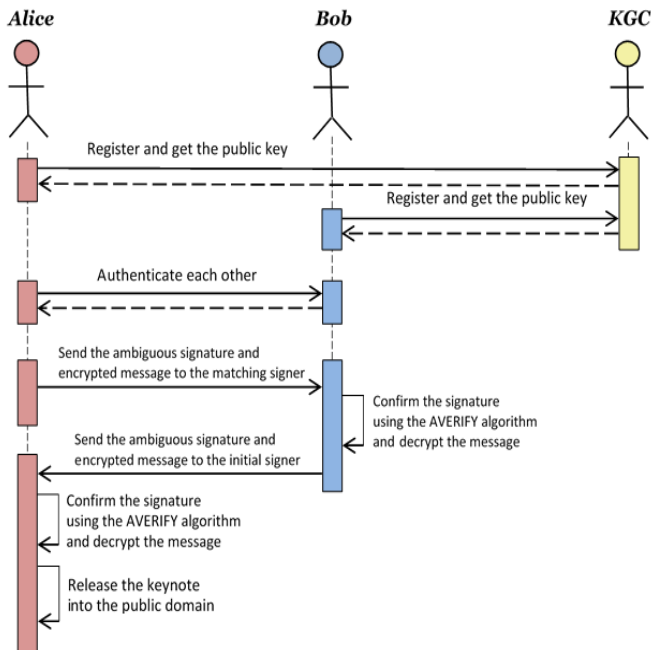 Alice
Bob
KGC
Register and get the public key
Register and get the public key
Authenticate each other
Send the ambiguous signature and
encrypted message to the matching signer
Confirm the signature
using the AVERIFY algorithm
and decrypt the message
Send the ambiguous signature and
encrypted message to the initial signer
Confirm the signature
using the AVERIFY algorithm
and decrypt the message
Release the keynote
into the public domain